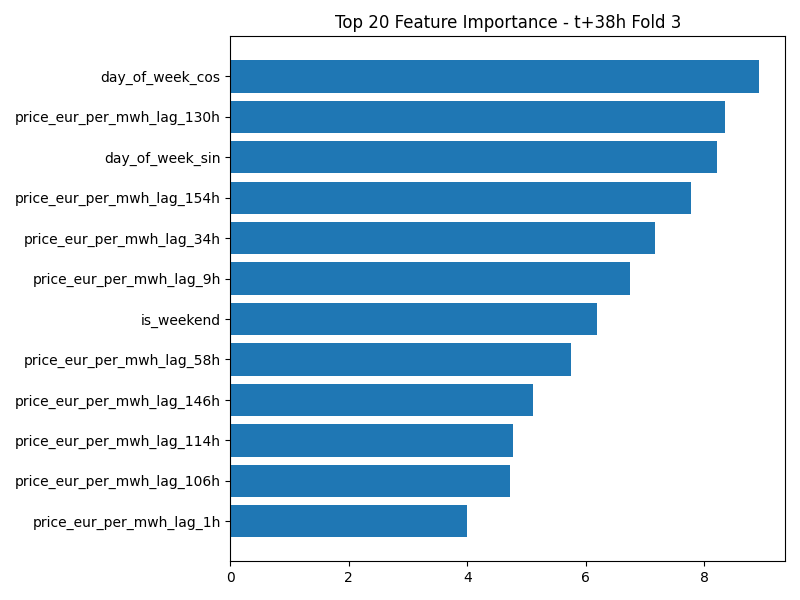 Top 20 Feature Importance - t+38h Fold 3
day_of_week_cos
price_eur_per_mwh_lag_130h
day_of_week_sin
price_eur_per_mwh_lag_154h
price_eur_per_mwh_lag_34h
price_eur_per_mwh_lag_9h
is_weekend
price_eur_per_mwh_lag_58h
price_eur_per_mwh_lag_146h
price_eur_per_mwh_lag_114h
price_eur_per_mwh_lag_106h
price_eur_per_mwh_lag_1h
0 2 4 6 8